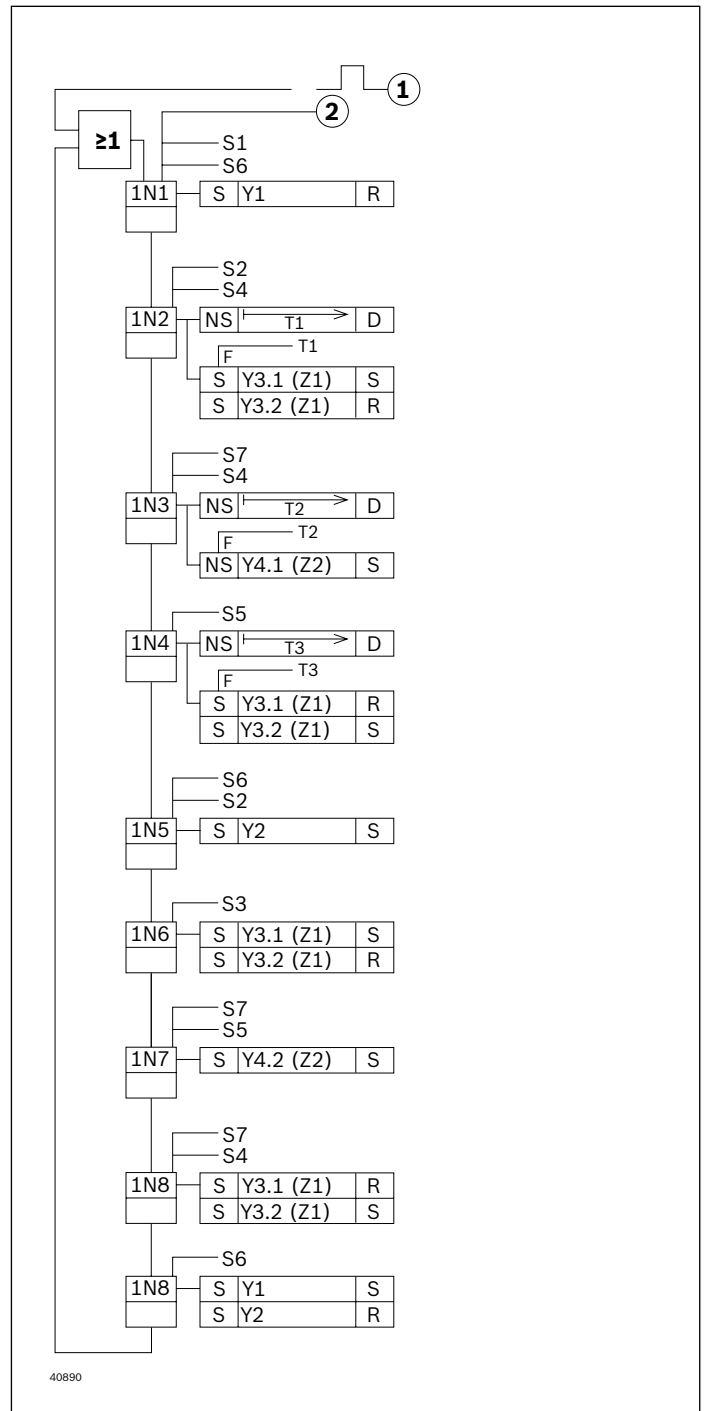 1
2
≥1
S1
S6
1N1 S Y1 R
S2
S4
1N2 NS T1 D
F T1
S Y3.1 (Z1) S
S Y3.2 (Z1) R
S7
S4
1N3 NS T2 D
F T2
NS Y4.1 (Z2) S
S5
1N4 NS T3 D
F T3
S Y3.1 (Z1) R
S Y3.2 (Z1) S
S6
S2
1N5 S Y2 S
S3
1N6 S Y3.1 (Z1) S
S Y3.2 (Z1) R
S7
S5
1N7 S Y4.2 (Z2) S
S7
S4
1N8 S Y3.1 (Z1) R
S Y3.2 (Z1) S
S6
1N8 S Y1 S
S Y2 R
40890